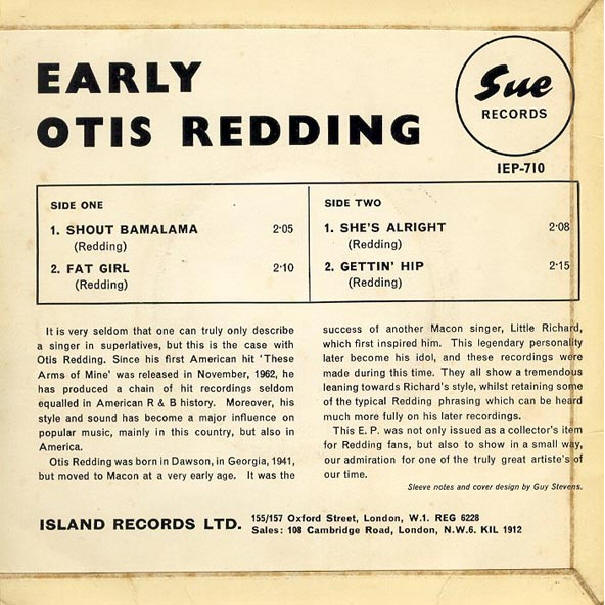 EARLY
OTIS REDDING
Sue
RECORDS
IEP-710
SIDE ONE
1. SHOUT BAMALAMA 2·05
(Redding)
2. FAT GIRL 2·10
(Redding)
SIDE TWO
1. SHE'S ALRIGHT 2·08
(Redding)
2. GETTIN' HIP 2·15
(Redding)
It is very seldom that one can truly only describe
a singer in superlatives, but this is the case with
Otis Redding. Since his first American hit 'These
Arms of Mine' was released in November, 1962, he
has produced a chain of hit recordings seldom
equalled in American R & B history. Moreover, his
style and sound has become a major influence on
popular music, mainly in this country, but also in
America.
Otis Redding was born in Dawson, in Georgia, 1941,
but moved to Macon at a very early age. It was the
success of another Macon singer, Little Richard,
which first inspired him. This legendary personality
later become his idol, and these recordings were
made during this time. They all show a tremendous
leaning towards Richard's style, whilst retaining some
of the typical Redding phrasing which can be heard
much more fully on his later recordings.
This E.P. was not only issued as a collector's item
for Redding fans, but also to show in a small way,
our admiration for one of the truly great artiste's of
our time.
Sleeve notes and cover design by Guy Stevens.
ISLAND RECORDS LTD. 155/157 Oxford Street, London, W.1. REG 6228
Sales: 108 Cambridge Road, London, N.W.6. KIL 1912